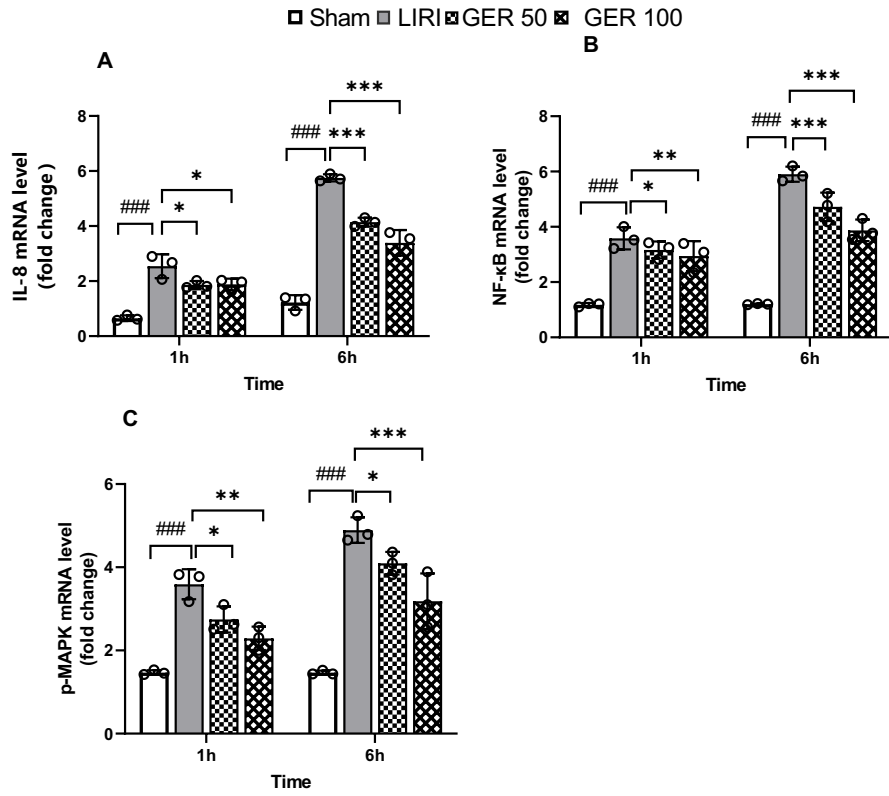 Sham LIRI GER 50 GER 100
A
IL-8 mRNA level
(fold change)
8
6
4
2
0
###
*
*
###
***
***
1h 6h
Time
B
NF-κB mRNA level
(fold change)
8
6
4
2
0
###
*
**
###
***
***
1h 6h
Time
C
p-MAPK mRNA level
(fold change)
6
4
2
0
###
*
**
###
*
***
1h 6h
Time